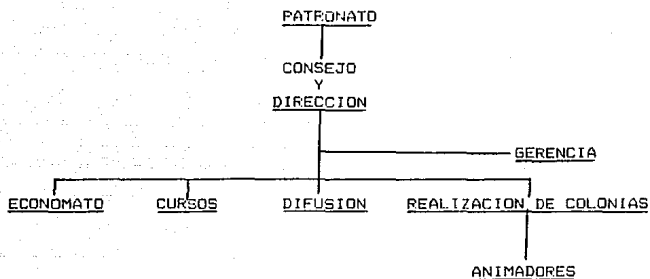 PATRONATO
CONSEJO
Y
DIRECCION
GERENCIA
ECONOMATO CURSOS DIFUSION REALIZACION DE COLONIAS
ANIMADORES